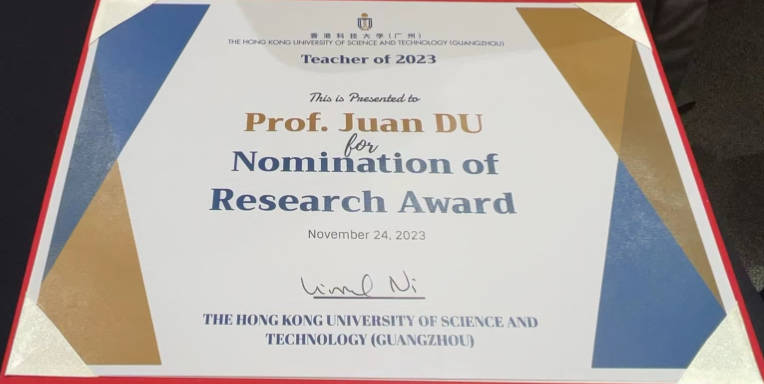 香港科技大学(广州)
THE HONG KONG UNIVERSITY OF SCIENCE AND TECHNOLOGY (GUANGZHOU)
Teacher of 2023
This is Presented to
Prof. Juan DU
for
Nomination of
Research Award
November 24, 2023
Lionel Ni
THE HONG KONG UNIVERSITY OF SCIENCE AND
TECHNOLOGY (GUANGZHOU)